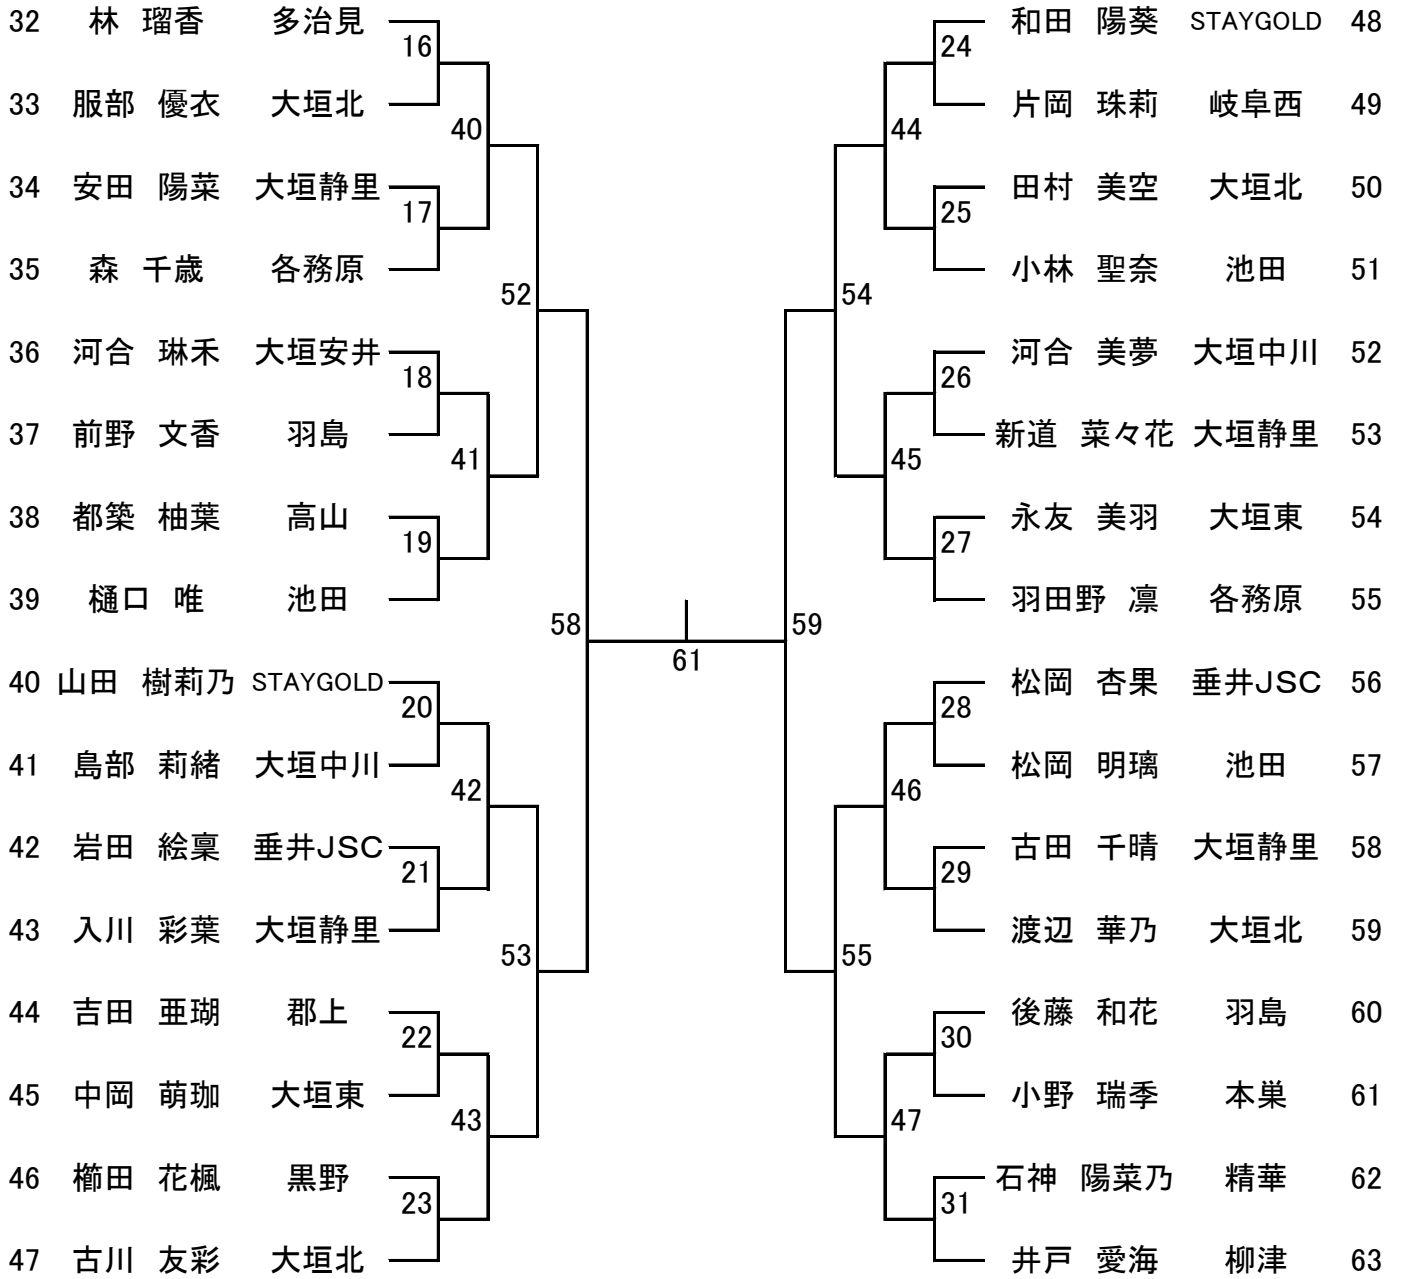 32 林 瑠香 多治見 16 24 和田 陽葵 STAYGOLD 48
33 服部 優衣 大垣北 片岡 珠莉 岐阜西 49
40 44
34 安田 陽菜 大垣静里 17 25 田村 美空 大垣北 50
35 森 千歳 各務原 小林 聖奈 池田 51
52 54
36 河合 琳禾 大垣安井 18 26 河合 美夢 大垣中川 52
37 前野 文香 羽島 新道 菜々花 大垣静里 53
41 45
38 都築 柚葉 高山 19 27 永友 美羽 大垣東 54
39 樋口 唯 池田 羽田野 凛 各務原 55
58 59
61
40 山田 樹莉乃 STAYGOLD 20 28 松岡 杏果 垂井JSC 56
41 島部 莉緒 大垣中川 松岡 明璃 池田 57
42 46
42 岩田 絵稟 垂井JSC 21 29 古田 千晴 大垣静里 58
43 入川 彩葉 大垣静里 渡辺 華乃 大垣北 59
53 55
44 吉田 亜瑚 郡上 22 30 後藤 和花 羽島 60
45 中岡 萌珈 大垣東 小野 瑞季 本巣 61
43 47
46 櫛田 花楓 黒野 23 31 石神 陽菜乃 精華 62
47 古川 友彩 大垣北 井戸 愛海 柳津 63